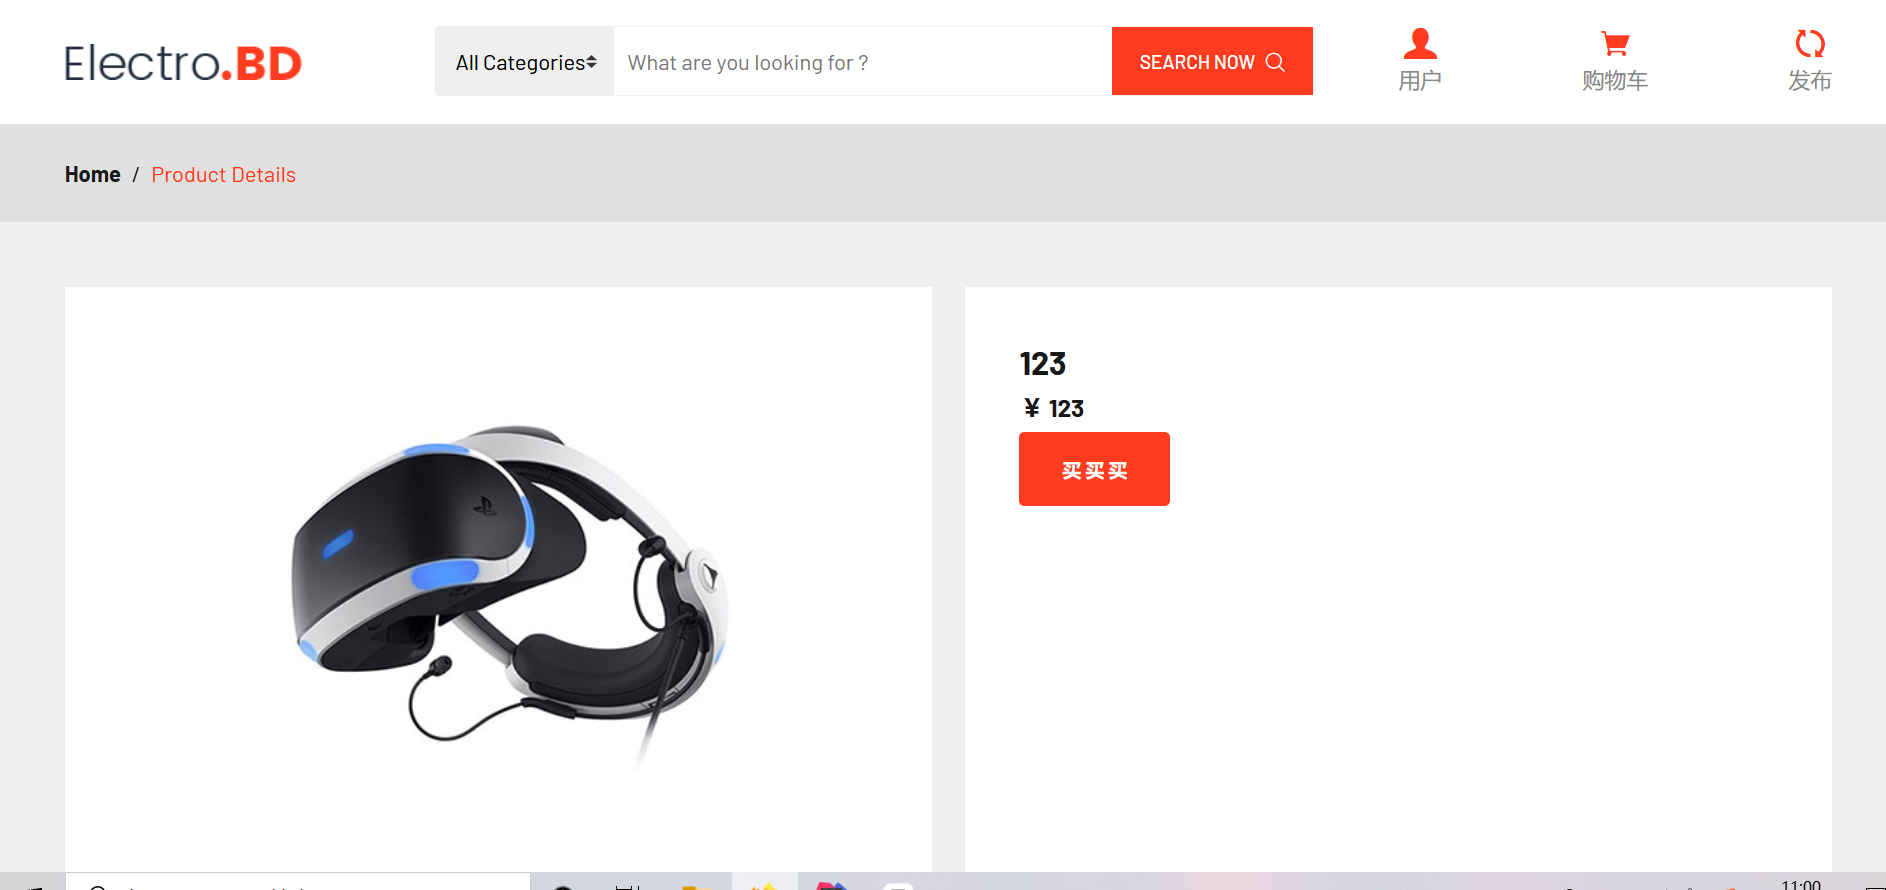 Electro.BD
All Categories
What are you looking for ?
SEARCH NOW
用户
购物车
发布
Home / Product Details
123
¥ 123
买买买
11:00